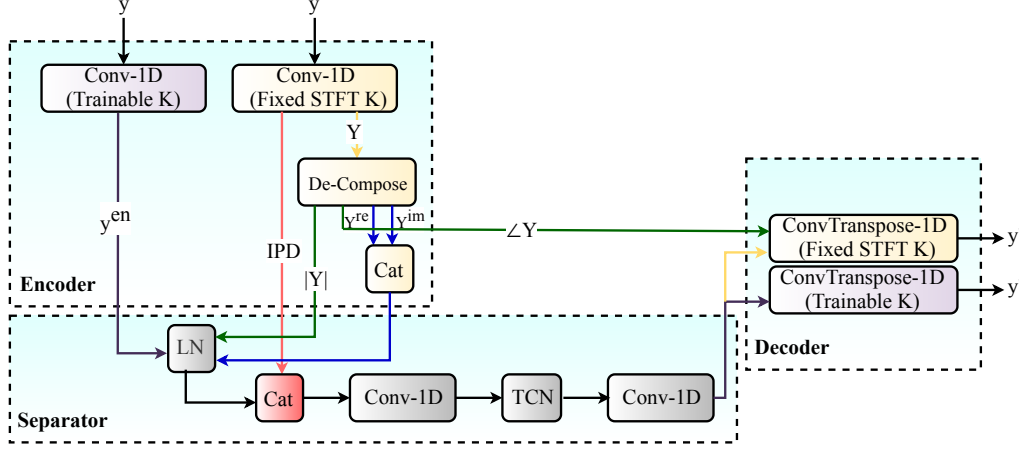 y
y
Conv-1D
(Trainable K)
Conv-1D
(Fixed STFT K)
Y
De-Compose
Y^re
Y^im
y^en
∠Y
ConvTranspose-1D
(Fixed STFT K)
y
IPD
|Y|
Cat
Encoder
ConvTranspose-1D
(Trainable K)
y
LN
Decoder
Cat
Conv-1D
TCN
Conv-1D
Separator